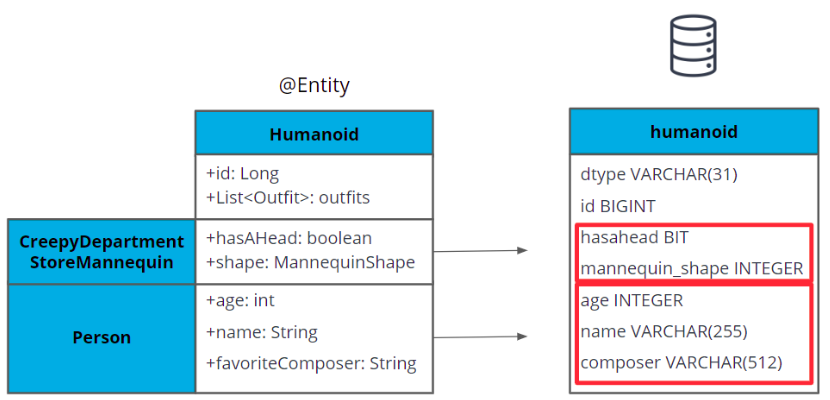 @Entity
Humanoid
+id: Long
+List<Outfit>: outfits
CreepyDepartment
StoreMannequin
+hasAHead: boolean
+shape: MannequinShape
Person
+age: int
+name: String
+favoriteComposer: String
humanoid
dtype VARCHAR(31)
id BIGINT
hasahead BIT
mannequin_shape INTEGER
age INTEGER
name VARCHAR(255)
composer VARCHAR(512)